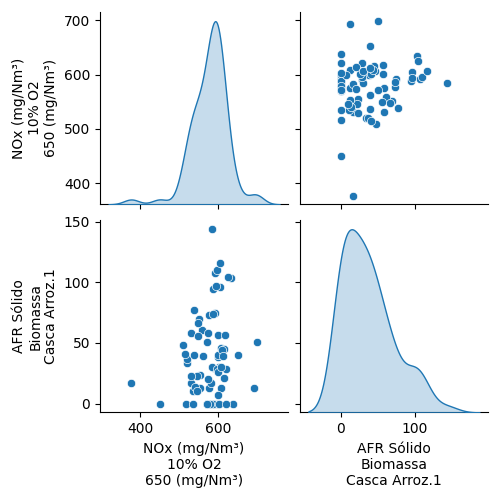 700
600
500
400
NOx (mg/Nm³)
10% O2
650 (mg/Nm³)
150
100
50
0
AFR Sólido
Biomassa
Casca Arroz.1
400
600
NOx (mg/Nm³)
10% O2
650 (mg/Nm³)
0
100
AFR Sólido
Biomassa
Casca Arroz.1